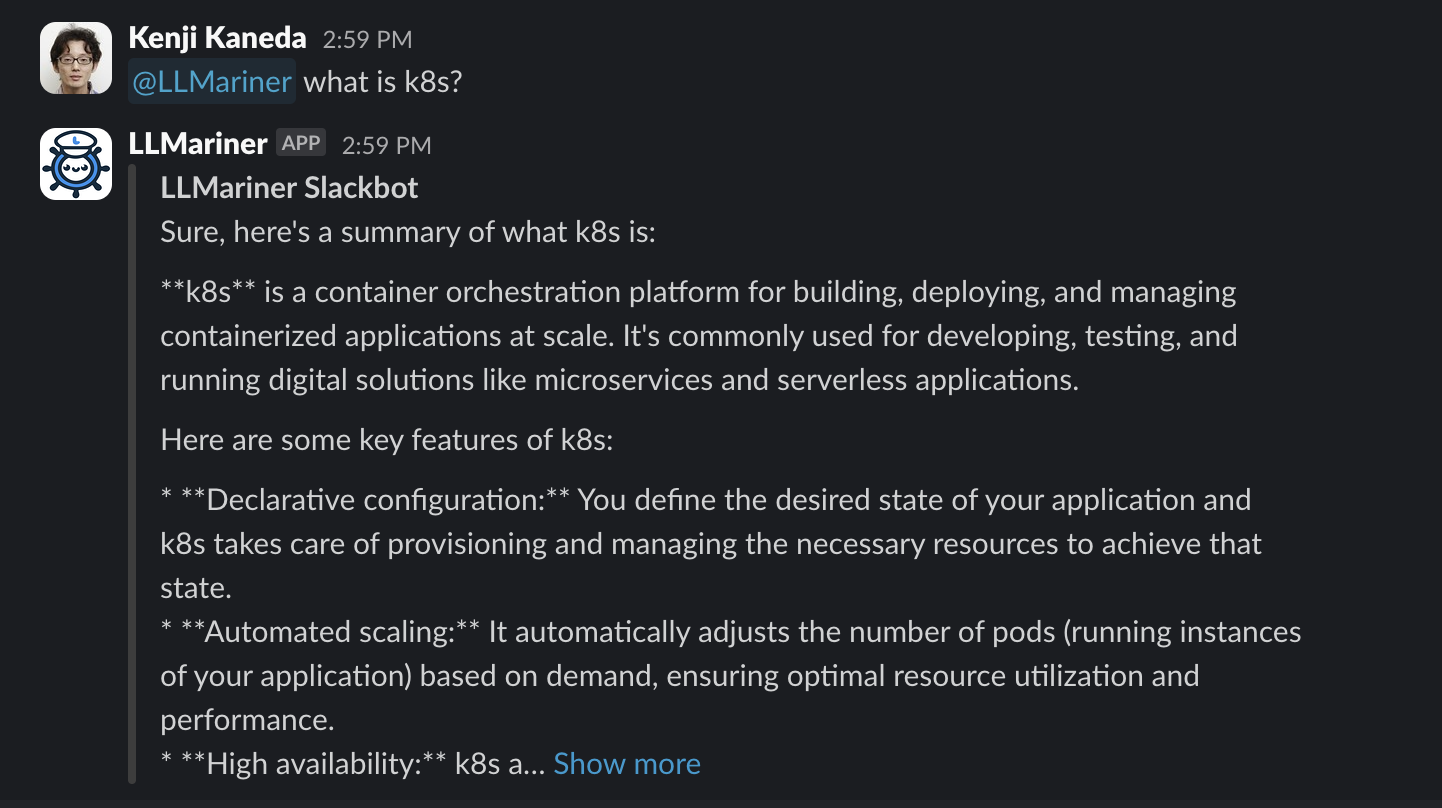 Kenji Kaneda 2:59 PM
@LLMariner what is k8s?
LLMariner APP 2:59 PM
LLMariner Slackbot
Sure, here's a summary of what k8s is:
**k8s** is a container orchestration platform for building, deploying, and managing
containerized applications at scale. It's commonly used for developing, testing, and
running digital solutions like microservices and serverless applications.
Here are some key features of k8s:
* **Declarative configuration:** You define the desired state of your application and
k8s takes care of provisioning and managing the necessary resources to achieve that
state.
* **Automated scaling:** It automatically adjusts the number of pods (running instances
of your application) based on demand, ensuring optimal resource utilization and
performance.
* **High availability:** k8s a... Show more